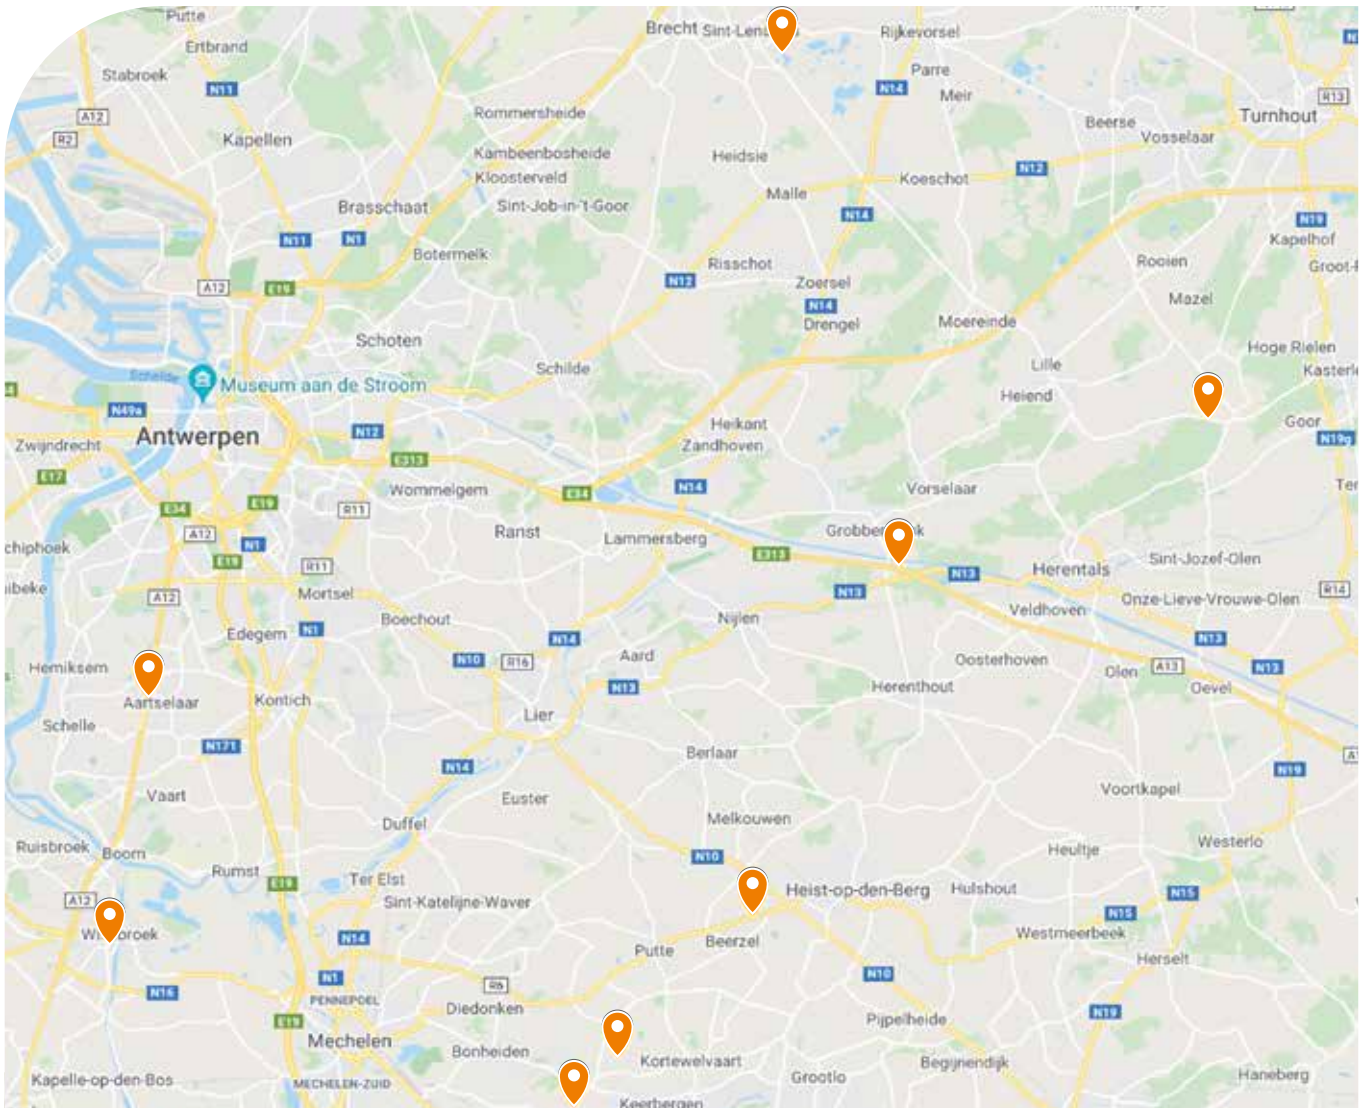 Putte
Brecht
Rijkevorsel
Ertbrand
Parre
Stabroek
N11
N14
Meir
R13
A12
Rommersheide
Turnhout
Beerse
R2
Kapellen
Vosselaar
Kambeenbosheide
Heidsie
Kloosterveld
Koeschot
N12
Malle
Brasschaat
Sint-Job-in-'t-Goor
N14
N19
N11
N1
Kapelhof
Botermelk
Risschot
Rooien
N12
Zoersel
A12
E19
Mazel
N14
Drengel
Moereinde
Schoten
Hoge Rielen
Schilde
Lille
Schelde
Museum aan de Stroom
Heiend
N49a
Goor
Heikant
Antwerpen
N12
N19g
Zwijndrecht
Zandhoven
E313
E17
Wommelgem
E34
N14
Vorselaar
E19
E34
R11
Ranst
A12
Lammersberg
N1
E313
Sint-Jozef-Olen
E19
R11
N13
Herentals
A12
Mortsel
N13
R14
Onze-Lieve-Vrouwe-Olen
Veldhoven
Boechout
Nijlen
Edegem
N1
N14
N13
Aard
N10
R16
Oosterhoven
Hemiksem
A13
N13
Olen
N13
Herenthout
Oevel
Aartselaar
Kontich
Lier
Schelle
N171
Berlaar
N14
N19
Vaart
Euster
Voortkapel
Melkouwen
Duffel
Ruisbroek
Boom
N10
Heultje
Westerlo
Rumst
E19
Ter Elst
Heist-op-den-Berg
Hulshout
N15
A12
Sint-Katelijne-Waver
N15
N14
Beerzel
Westmeerbeek
Putte
Herselt
N1
N10
R6
N16
PENNEPOEL
Diedonken
N19
E19
Pijpelheide
Mechelen
Bonheiden
Kortewelvaart
Begijnendijk
Kapelle-op-den-Bos
MECHELEN-ZUID
Grootlo
Haneberg
Keerbergen